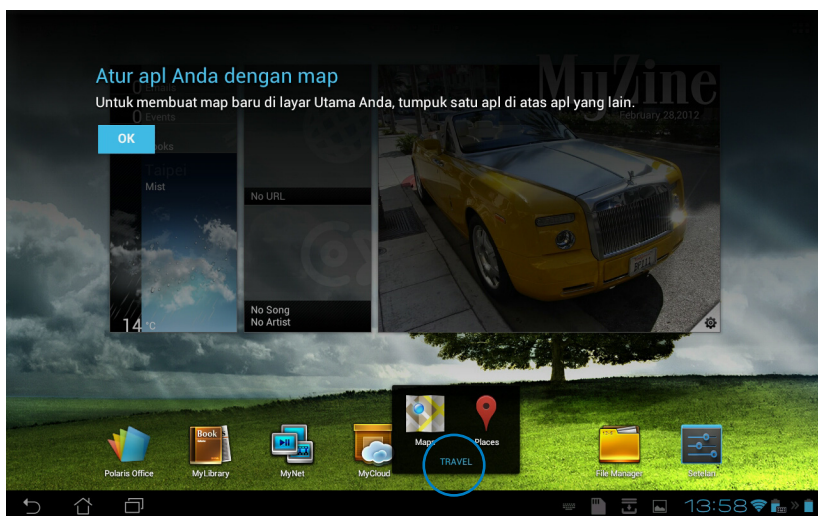 Atur apl Anda dengan map
0 Emails
Untuk membuat map baru di layar Utama Anda, tumpuk satu apl di atas apl yang lain.
MyZine
February 28,2012
0 Events
OK
Taipei
Mist
No URL
No Song
No Artist
14 °C
Book
Maps
Places
TRAVEL
Polaris Office
MyLibrary
MyNet
MyCloud
File Manager
Setelan
13:58